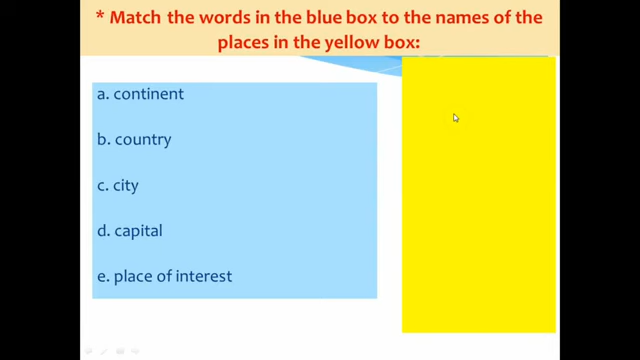 * Match the words in the blue box to the names of the
places in the yellow box:
a. continent
b. country
c. city
d. capital
e. place of interest